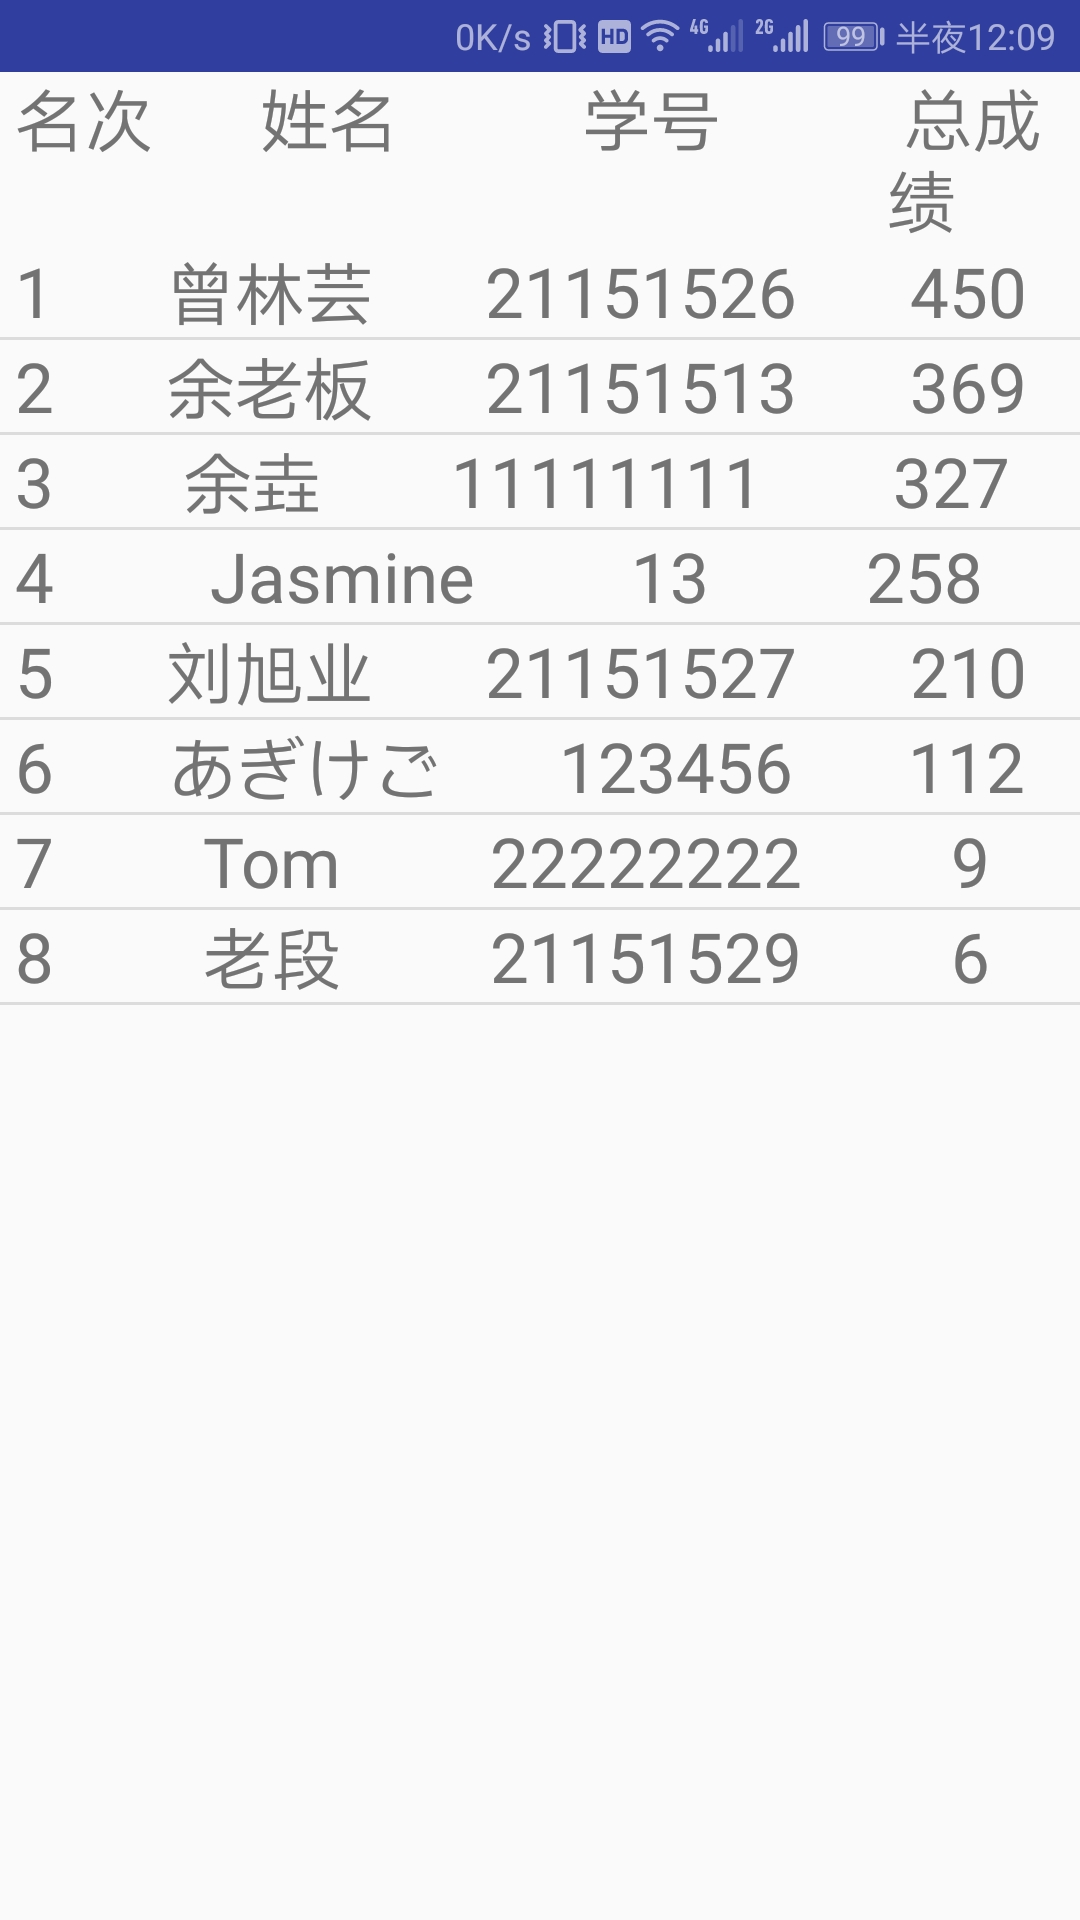 0K/s HD 4G 2G 99 半夜12:09
名次 姓名 学号 总成
绩
1 曾林芸 21151526 450
2 余老板 21151513 369
3 余垚 11111111 327
4 Jasmine 13 258
5 刘旭业 21151527 210
6 あぎけご 123456 112
7 Tom 22222222 9
8 老段 21151529 6